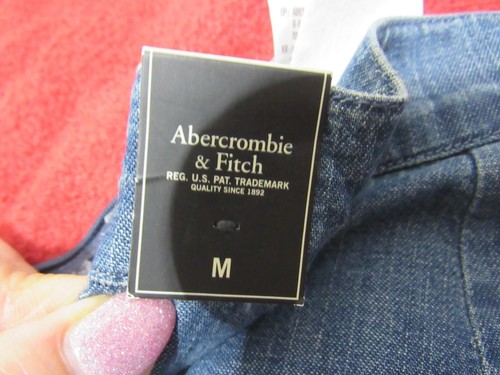 Abercrombie
& Fitch
REG. U.S. PAT. TRADEMARK
QUALITY SINCE 1892
M